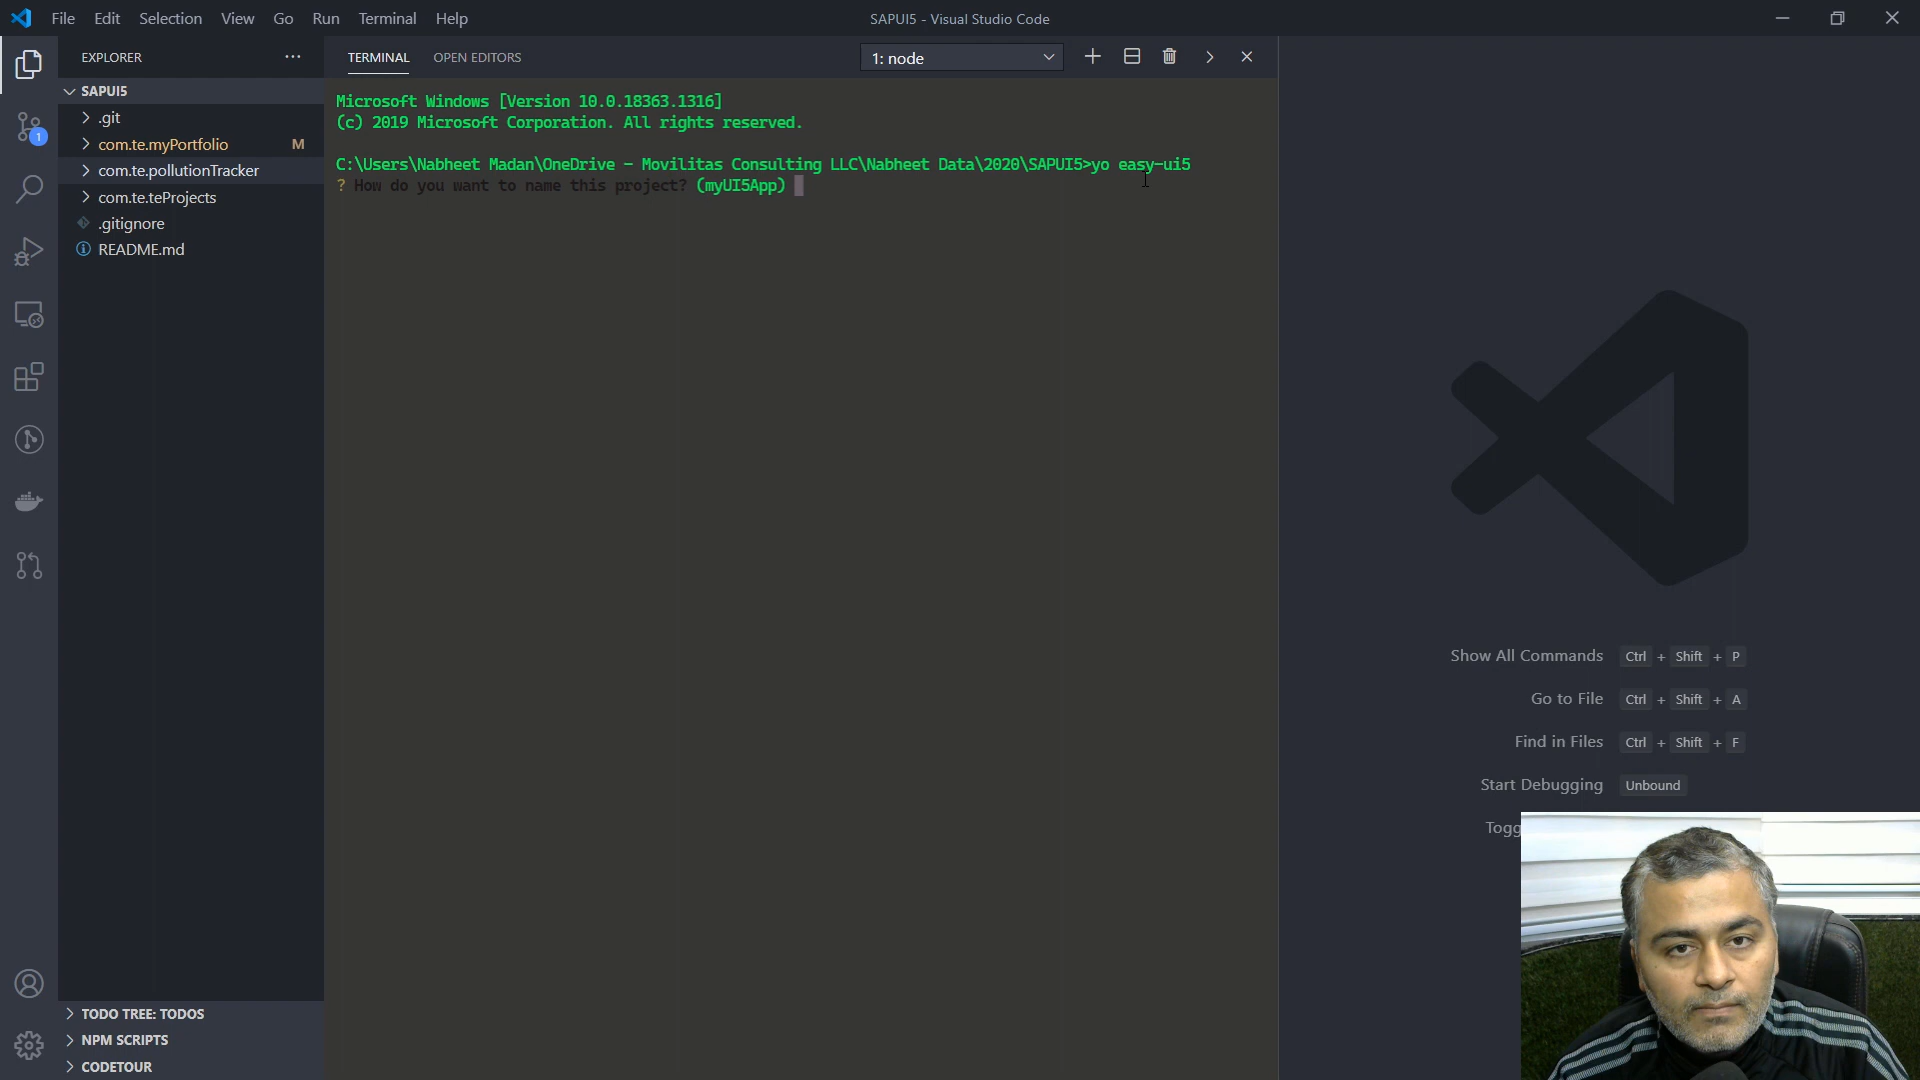 File Edit Selection View Go Run Terminal Help
SAPUI5 - Visual Studio Code
EXPLORER
SAPUI5
.git
com.te.myPortfolio M
com.te.pollutionTracker
com.te.teProjects
.gitignore
README.md
TODO TREE: TODOS
NPM SCRIPTS
CODETOUR
1
TERMINAL OPEN EDITORS
1: node
Microsoft Windows [Version 10.0.18363.1316]
(c) 2019 Microsoft Corporation. All rights reserved.
C:\Users\Nabheet Madan\OneDrive - Movilitas Consulting LLC\Nabheet Data\2020\SAPUI5>yo easy-ui5
? How do you want to name this project? (myUI5App)
Show All Commands Ctrl + Shift + P
Go to File Ctrl + Shift + A
Find in Files Ctrl + Shift + F
Start Debugging Unbound
Togg